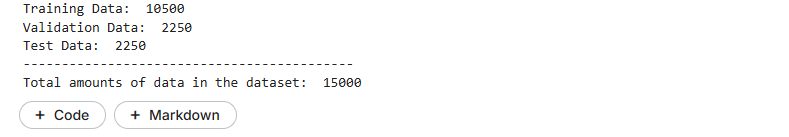 Training Data:  10500
Validation Data:  2250
Test Data:  2250
-------------------------------------------
Total amounts of data in the dataset:  15000
+ Code + Markdown